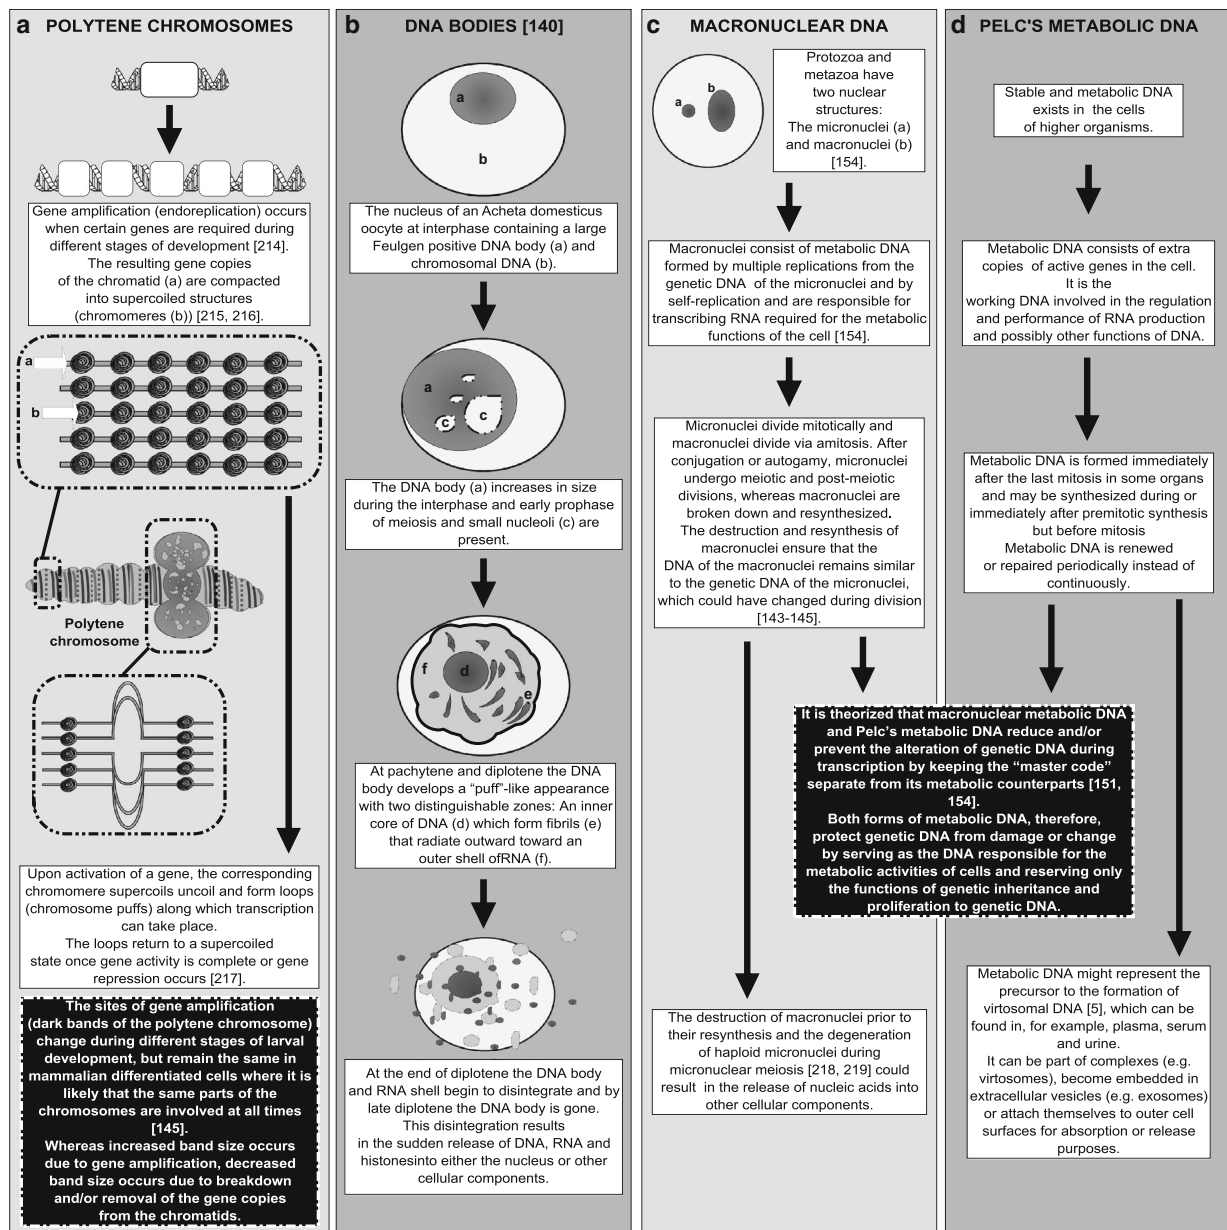 a POLYTENE CHROMOSOMES
Gene amplification (endoreplication) occurs
when certain genes are required during
different stages of development [214].
The resulting gene copies
of the chromatid (a) are compacted
into supercoiled structures
(chromomeres (b)) [215, 216].
a
b
Polytene
chromosome
Upon activation of a gene, the corresponding
chromomere supercoils uncoil and form loops
(chromosome puffs) along which transcription
can take place.
The loops return to a supercoiled
state once gene activity is complete or gene
repression occurs [217].
The sites of gene amplification
(dark bands of the polytene chromosome)
change during different stages of larval
development, but remain the same in
mammalian differentiated cells where it is
likely that the same parts of the
chromosomes are involved at all times
[145].
Whereas increased band size occurs
due to gene amplification, decreased
band size occurs due to breakdown
and/or removal of the gene copies
from the chromatids.
b DNA BODIES [140]
a
b
The nucleus of an Acheta domesticus
oocyte at interphase containing a large
Feulgen positive DNA body (a) and
chromosomal DNA (b).
a
c
c
The DNA body (a) increases in size
during the interphase and early prophase
of meiosis and small nucleoli (c) are
present.
f
d
e
At pachytene and diplotene the DNA
body develops a “puff”-like appearance
with two distinguishable zones: An inner
core of DNA (d) which form fibrils (e)
that radiate outward toward an
outer shell ofRNA (f).
At the end of diplotene the DNA body
and RNA shell begin to disintegrate and by
late diplotene the DNA body is gone.
This disintegration results
in the sudden release of DNA, RNA and
histonesinto either the nucleus or other
cellular components.
c MACRONUCLEAR DNA
a
b
Protozoa and
metazoa have
two nuclear
structures:
The micronuclei (a)
and macronuclei (b)
[154].
Macronuclei consist of metabolic DNA
formed by multiple replications from the
genetic DNA of the micronuclei and by
self-replication and are responsible for
transcribing RNA required for the metabolic
functions of the cell [154].
Micronuclei divide mitotically and
macronuclei divide via amitosis. After
conjugation or autogamy, micronuclei
undergo meiotic and post-meiotic
divisions, whereas macronuclei are
broken down and resynthesized.
The destruction and resynthesis of
macronuclei ensure that the
DNA of the macronuclei remains similar
to the genetic DNA of the micronuclei,
which could have changed during division
[143-145].
The destruction of macronuclei prior to
their resynthesis and the degeneration
of haploid micronuclei during
micronuclear meiosis [218, 219] could
result in the release of nucleic acids into
other cellular components.
d PELC'S METABOLIC DNA
Stable and metabolic DNA
exists in the cells
of higher organisms.
Metabolic DNA consists of extra
copies of active genes in the cell.
It is the
working DNA involved in the regulation
and performance of RNA production
and possibly other functions of DNA.
Metabolic DNA is formed immediately
after the last mitosis in some organs
and may be synthesized during or
immediately after premitotic synthesis
but before mitosis
Metabolic DNA is renewed
or repaired periodically instead of
continuously.
It is theorized that macronuclear metabolic DNA
and Pelc’s metabolic DNA reduce and/or
prevent the alteration of genetic DNA during
transcription by keeping the “master code”
separate from its metabolic counterparts [151,
154].
Both forms of metabolic DNA, therefore,
protect genetic DNA from damage or change
by serving as the DNA responsible for the
metabolic activities of cells and reserving only
the functions of genetic inheritance and
proliferation to genetic DNA.
Metabolic DNA might represent the
precursor to the formation of
virtosomal DNA [5], which can be
found in, for example, plasma, serum
and urine.
It can be part of complexes (e.g.
virtosomes), become embedded in
extracellular vesicles (e.g. exosomes)
or attach themselves to outer cell
surfaces for absorption or release
purposes.